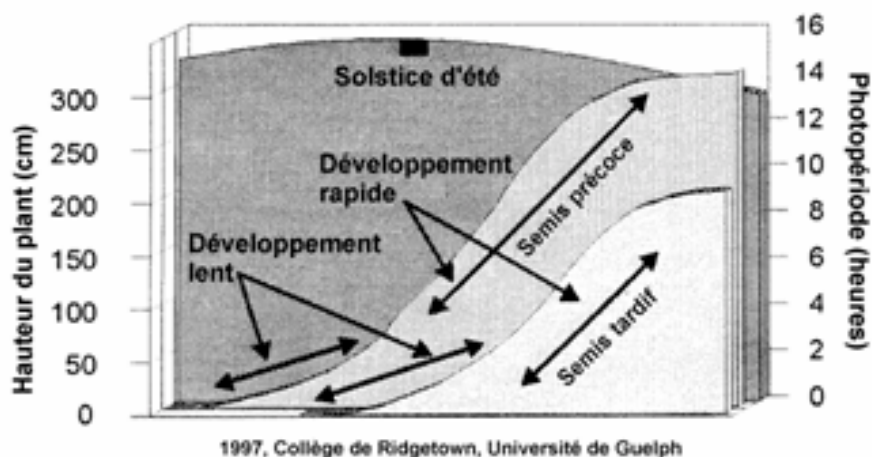 Hauteur du plant (cm)
300
250
200
150
100
50
0
Solstice d'été
Développement
rapide
Développement
lent
Semis précoce
Semis tardif
16
14
12
10
8
6
4
2
0
Photopériode (heures)
1997, Collège de Ridgetown, Université de Guelph